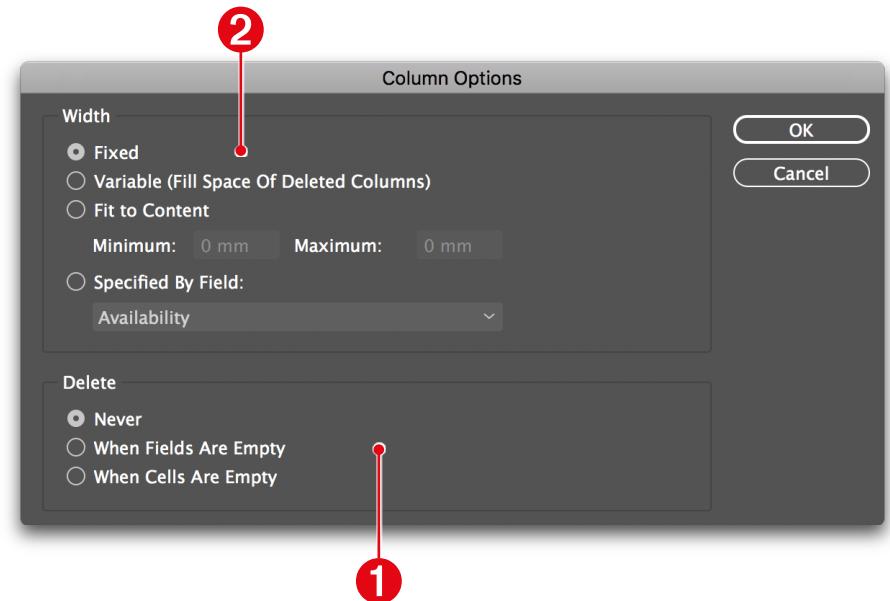 2
Column Options
Width
Fixed
Variable (Fill Space Of Deleted Columns)
Fit to Content
Minimum: 0 mm Maximum: 0 mm
Specified By Field:
Availability
OK
Cancel
Delete
Never
When Fields Are Empty
When Cells Are Empty
1